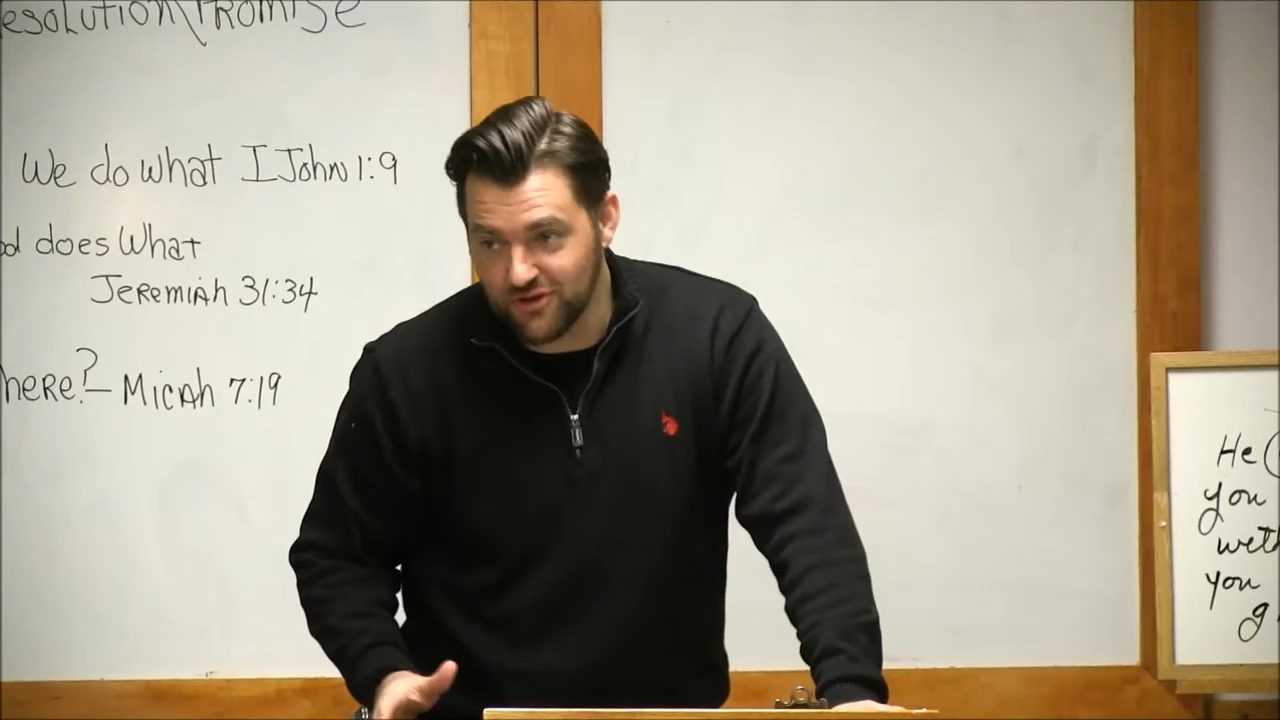 esolution/Promise
We do what I John 1:9
od does What
Jeremiah 31:34
here? – Micah 7:19
He
you
with
you
g